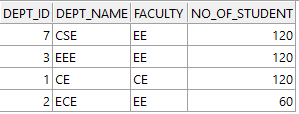 DEPT_ID DEPT_NAME FACULTY NO_OF_STUDENT
7 CSE EE 120
3 EEE EE 120
1 CE CE 120
2 ECE EE 60